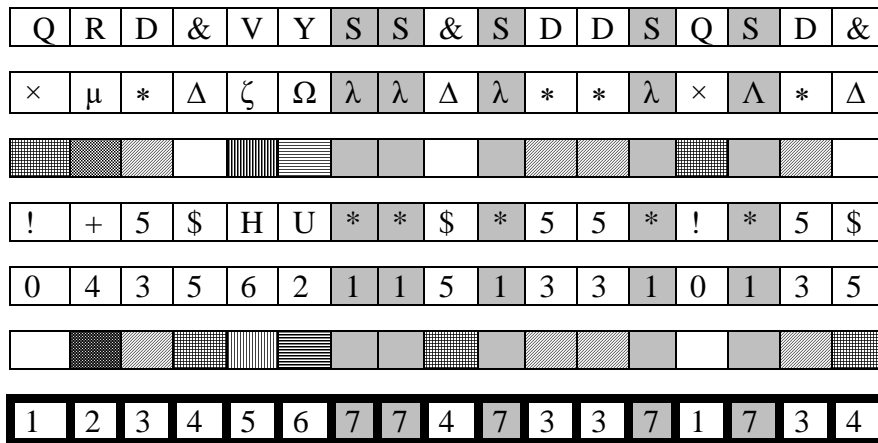 Q R D & V Y S S & S D D S Q S D &
× μ * Δ ζ Ω λ λ Δ λ * * λ × Λ * Δ
! + 5 $ H U * * $ * 5 5 * ! * 5 $
0 4 3 5 6 2 1 1 5 1 3 3 1 0 1 3 5
1 2 3 4 5 6 7 7 4 7 3 3 7 1 7 3 4